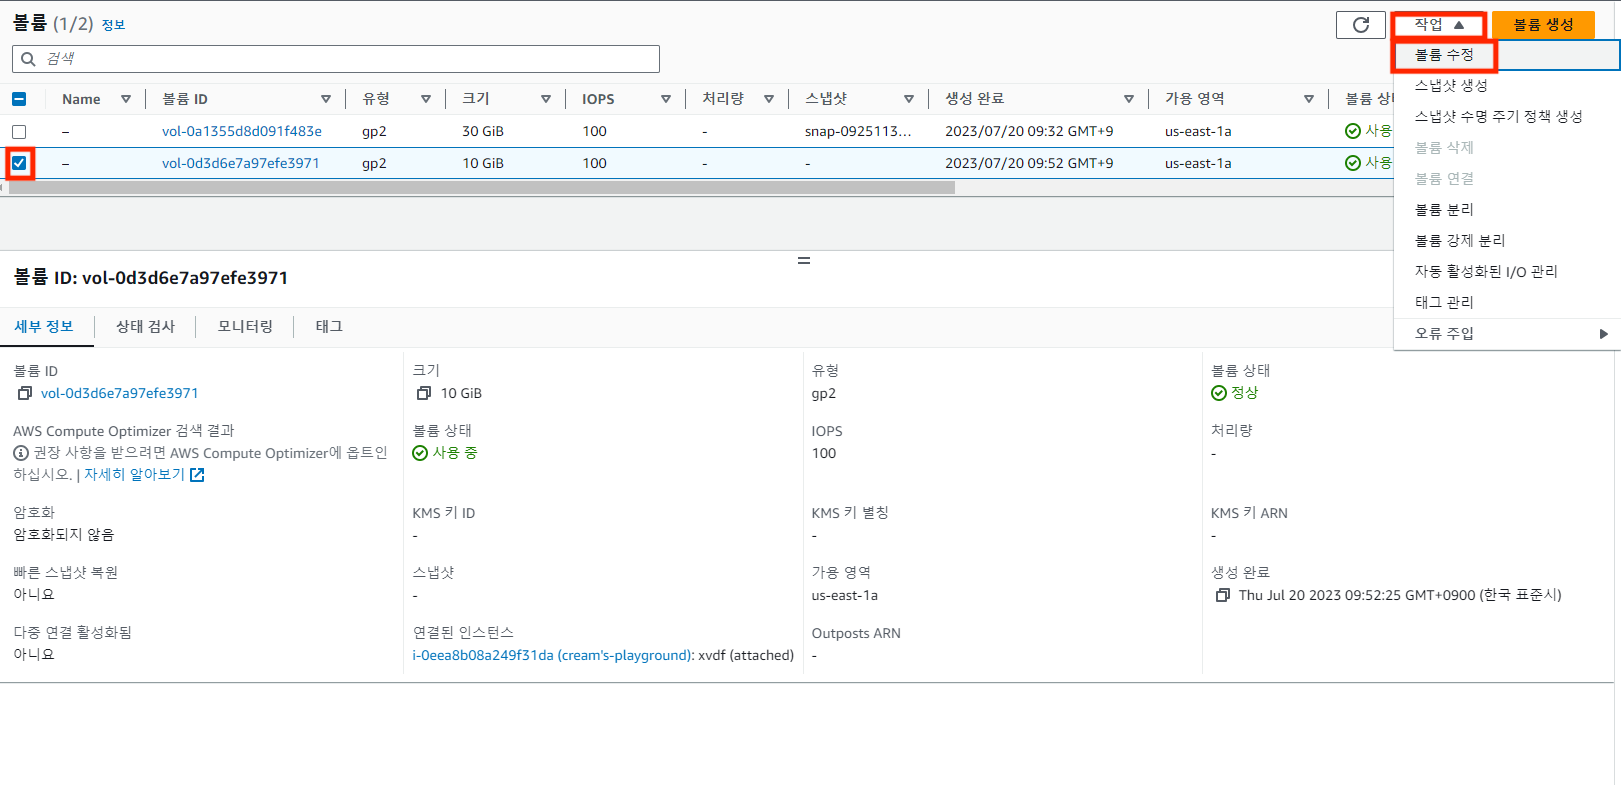 볼륨 (1/2) 정보
작업 ▲
볼륨 생성
검색
볼륨 수정
스냅샷 생성
스냅샷 수명 주기 정책 생성
볼륨 삭제
볼륨 연결
볼륨 분리
볼륨 강제 분리
자동 활성화된 I/O 관리
태그 관리
오류 주입
Name 볼륨 ID 유형 크기 IOPS 처리량 스냅샷 생성 완료 가용 영역 볼륨
– vol-0a1355d8d091f483e gp2 30 GiB 100 - snap-0925113... 2023/07/20 09:32 GMT+9 us-east-1a 사용
– vol-0d3d6e7a97efe3971 gp2 10 GiB 100 - - 2023/07/20 09:52 GMT+9 us-east-1a 사용
볼륨 ID: vol-0d3d6e7a97efe3971
세부 정보 상태 검사 모니터링 태그
볼륨 ID
vol-0d3d6e7a97efe3971
크기
10 GiB
유형
gp2
볼륨 상태
정상
AWS Compute Optimizer 검색 결과
권장 사항을 받으려면 AWS Compute Optimizer에 옵트인
하십시오. | 자세히 알아보기
볼륨 상태
사용 중
IOPS
100
처리량
-
암호화
암호화되지 않음
KMS 키 ID
-
KMS 키 별칭
-
KMS 키 ARN
-
빠른 스냅샷 복원
아니요
스냅샷
-
가용 영역
us-east-1a
생성 완료
Thu Jul 20 2023 09:52:25 GMT+0900 (한국 표준시)
다중 연결 활성화됨
아니요
연결된 인스턴스
i-0eea8b08a249f31da (cream's-playground): xvdf (attached)
Outposts ARN
-